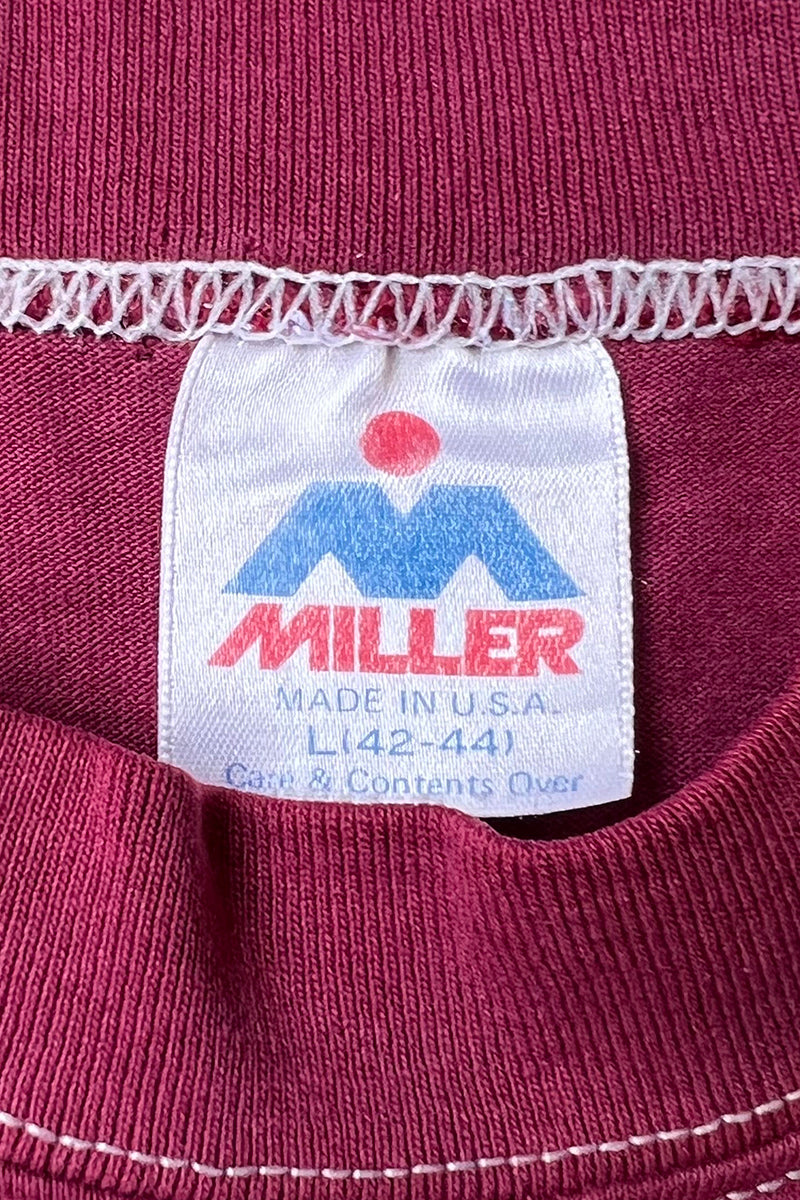 MILLER
MADE IN U.S.A.
L(42-44)
Care & Contents Over